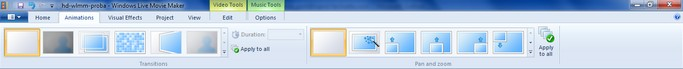 hd-wlmm-proba - Windows Live Movie Maker
Video Tools
Music Tools
Home
Animations
Visual Effects
Project
View
Edit
Options
Duration:
Apply to all
Apply to all
Transitions
Pan and zoom